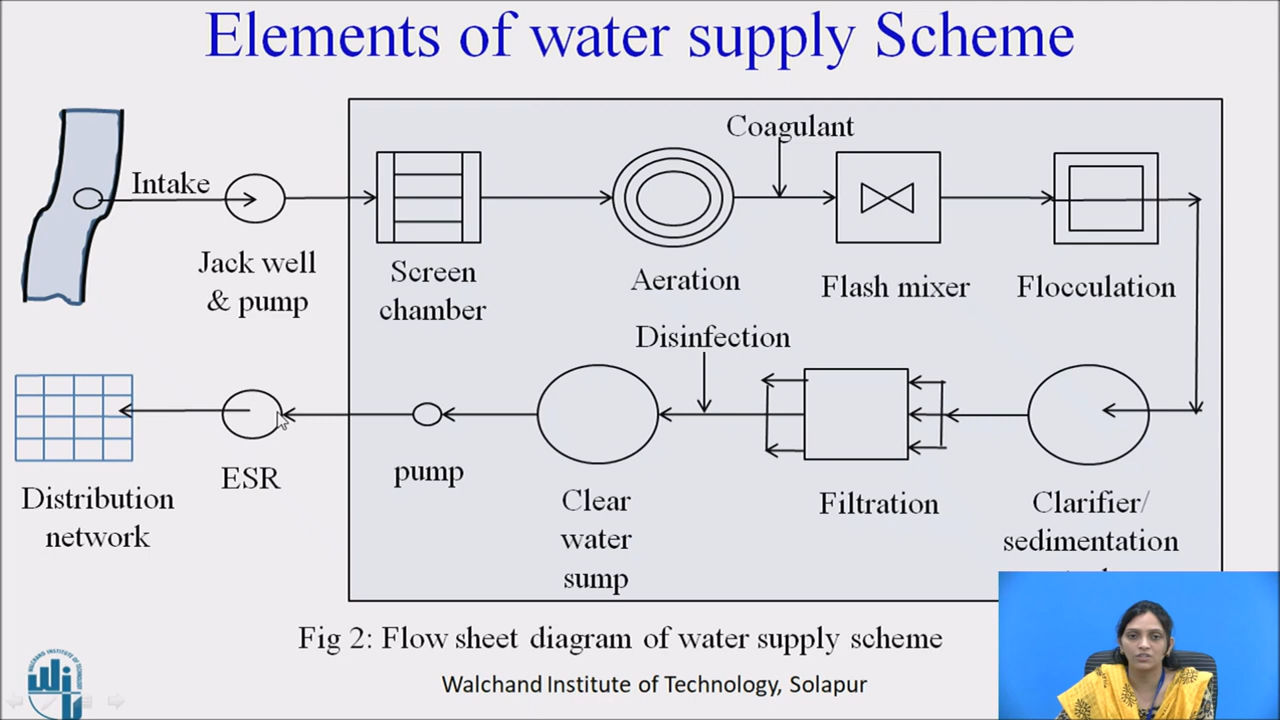 Elements of water supply Scheme
Coagulant
Intake
Jack well
& pump
Screen
chamber
Aeration
Flash mixer
Flocculation
Disinfection
Distribution
network
ESR
pump
Clear
water
sump
Filtration
Clarifier/
sedimentation
Fig 2: Flow sheet diagram of water supply scheme
Walchand Institute of Technology, Solapur